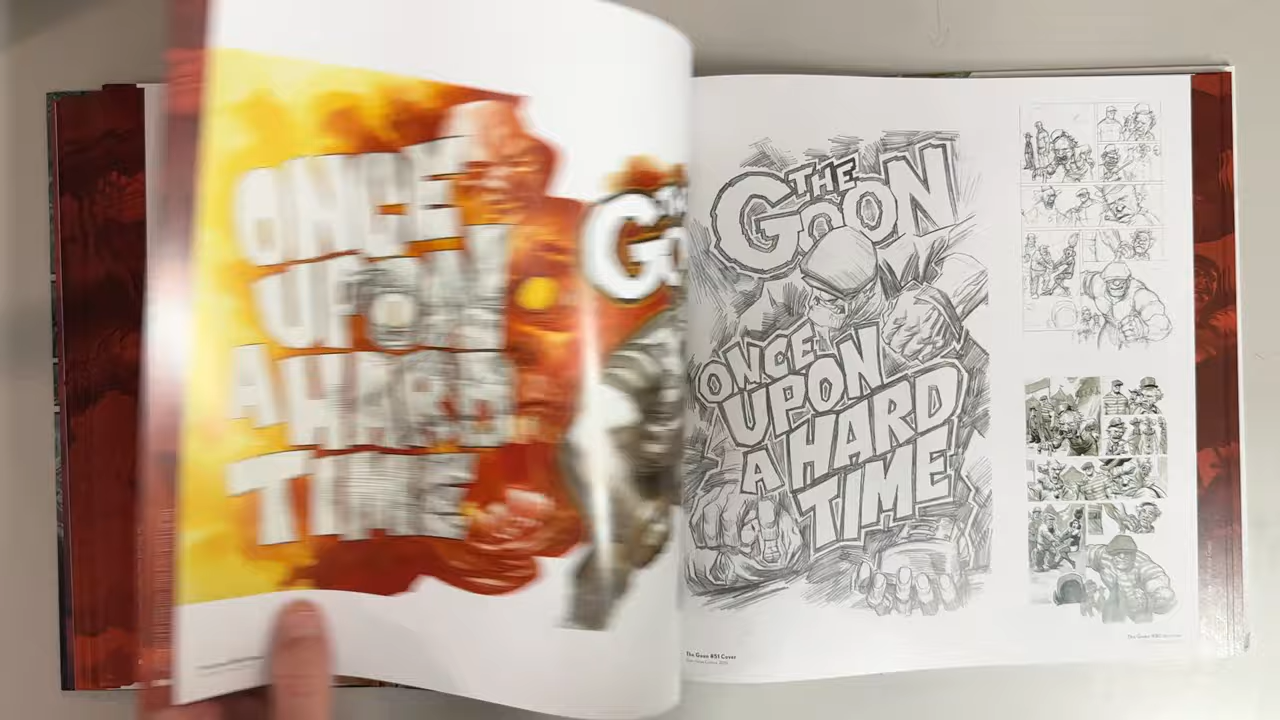 ONCE
UPON
A HARD
TIME
THE
GOON
ONCE
UPON
A HARD
TIME
The Goon #51 Cover